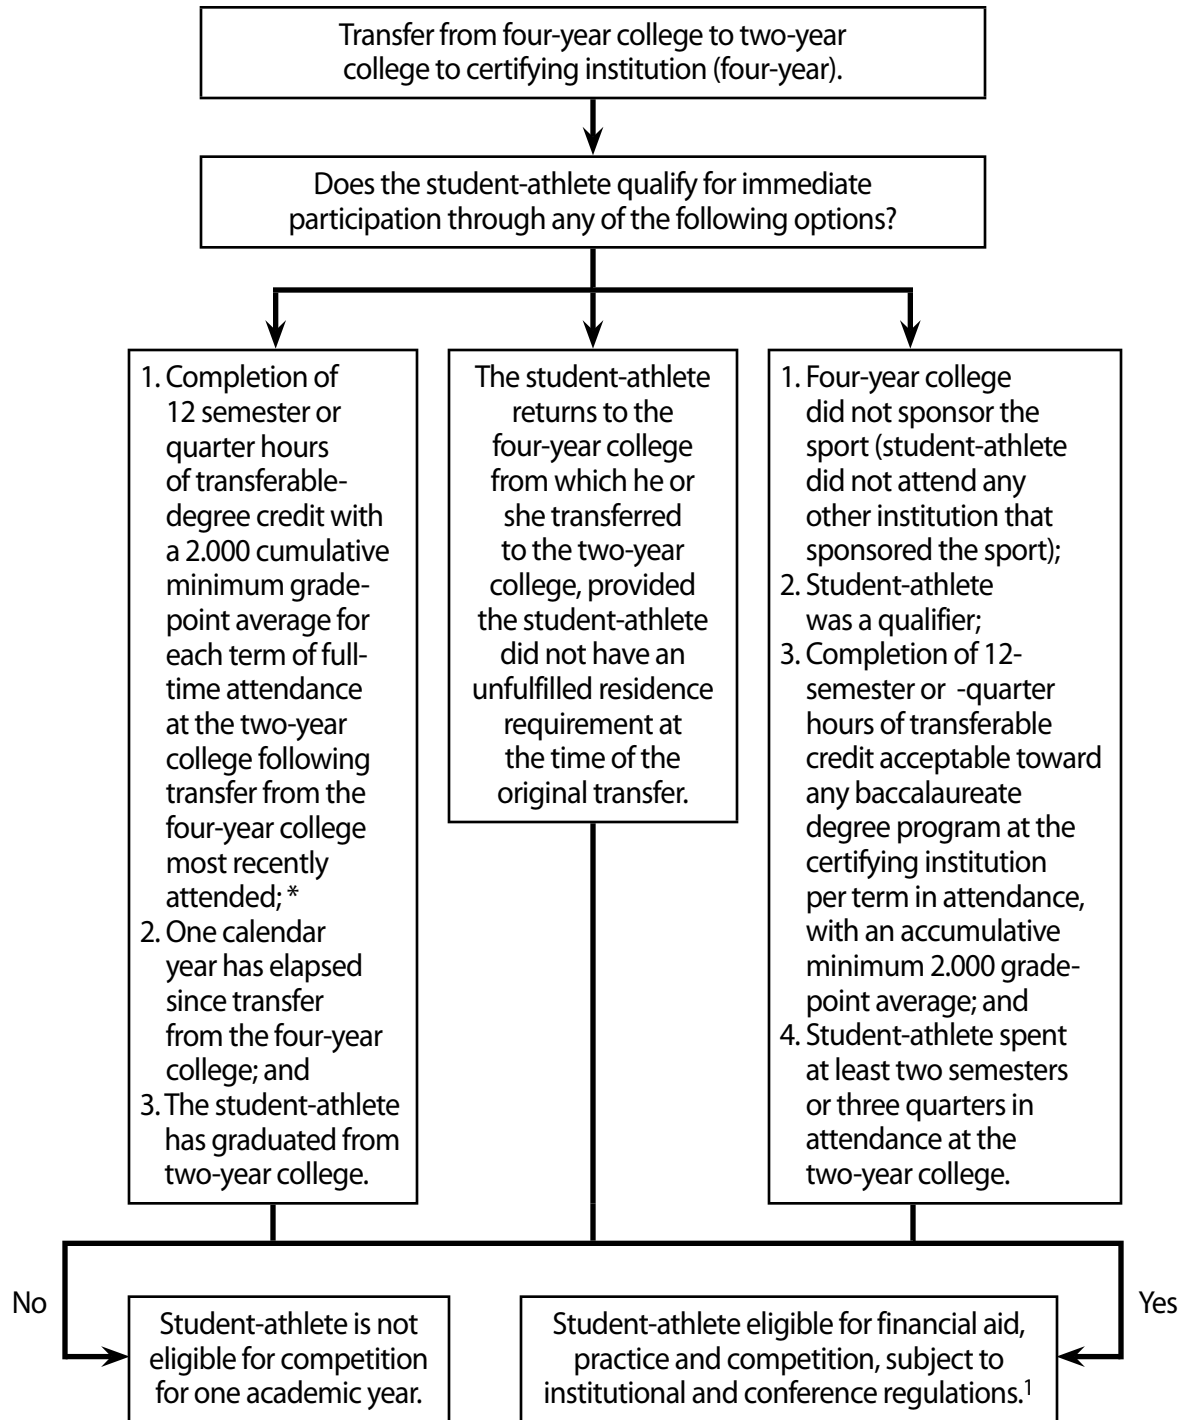 Transfer from four-year college to two-year
college to certifying institution (four-year).
Does the student-athlete qualify for immediate
participation through any of the following options?
1. Completion of
12 semester or
quarter hours
of transferable-
degree credit with
a 2.000 cumulative
minimum grade-
point average for
each term of full-
time attendance
at the two-year
college following
transfer from the
four-year college
most recently
attended; *
2. One calendar
year has elapsed
since transfer
from the four-year
college; and
3. The student-athlete
has graduated from
two-year college.
The student-athlete
returns to the
four-year college
from which he or
she transferred
to the two-year
college, provided
the student-athlete
did not have an
unfulfilled residence
requirement at
the time of the
original transfer.
1. Four-year college
did not sponsor the
sport (student-athlete
did not attend any
other institution that
sponsored the sport);
2. Student-athlete
was a qualifier;
3. Completion of 12-
semester or -quarter
hours of transferable
credit acceptable toward
any baccalaureate
degree program at the
certifying institution
per term in attendance,
with an accumulative
minimum 2.000 grade-
point average; and
4. Student-athlete spent
at least two semesters
or three quarters in
attendance at the
two-year college.
No
Yes
Student-athlete is not
eligible for competition
for one academic year.
Student-athlete eligible for financial aid,
practice and competition, subject to
institutional and conference regulations.¹